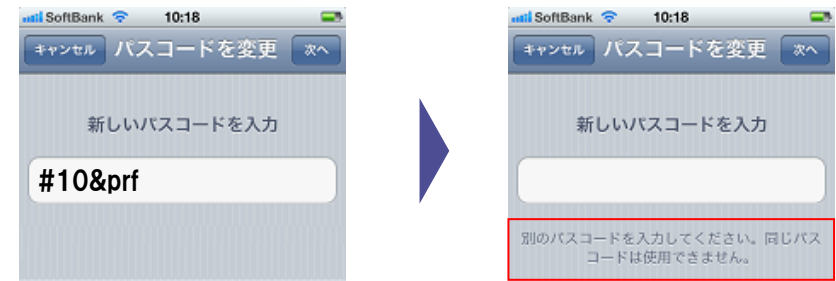 SoftBank 10:18
キャンセル パスコードを変更 次へ
新しいパスコードを入力
#10&prf
SoftBank 10:18
キャンセル パスコードを変更 次へ
新しいパスコードを入力
別のパスコードを入力してください。同じパス
コードは使用できません。